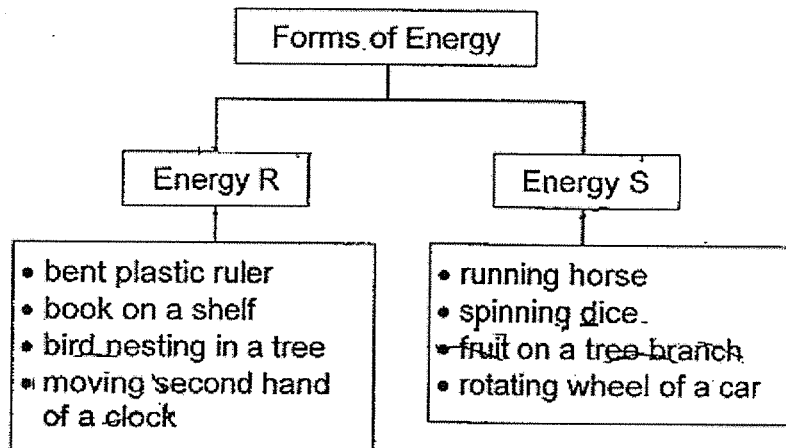 Forms of Energy
Energy R
Energy S
• bent plastic ruler
• book on a shelf
• bird nesting in a tree
• moving second hand
of a clock
• running horse
• spinning dice
• fruit on a tree branch
• rotating wheel of a car